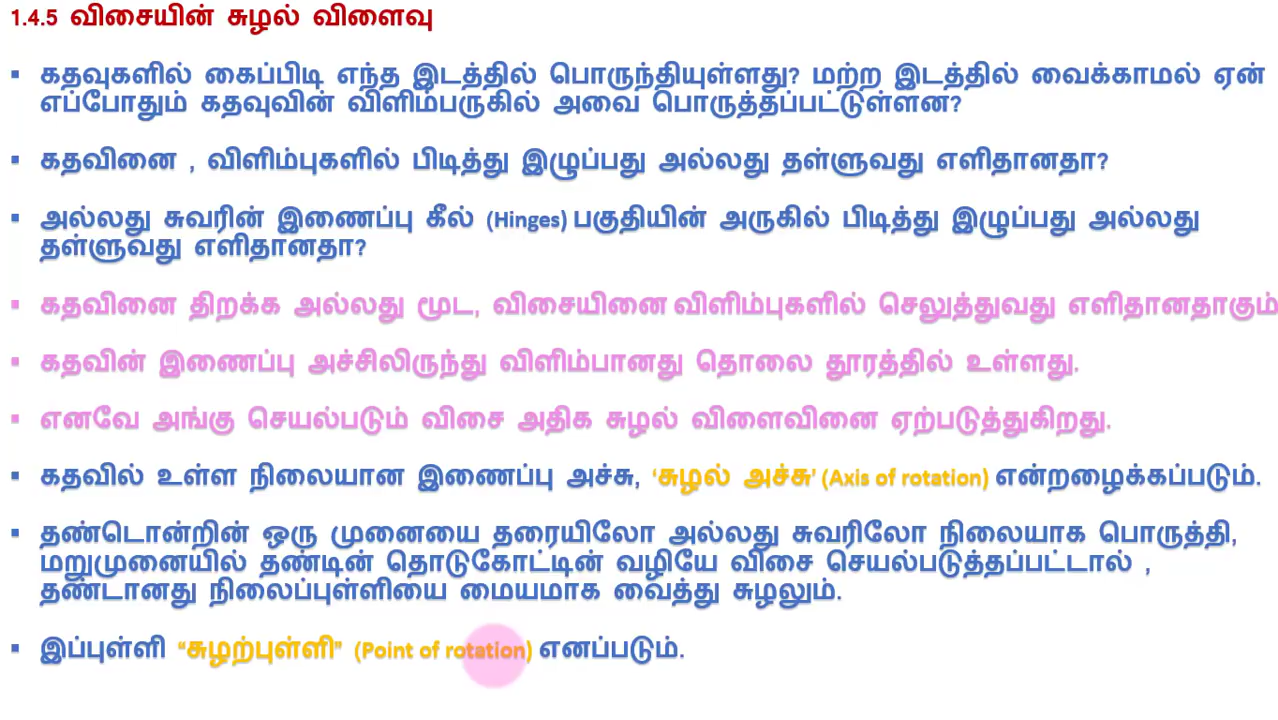 1.4.5 விசையின் சுழல் விளைவு
▪ கதவுகளில் கைப்பிடி எந்த இடத்தில் பொருந்தியுள்ளது? மற்ற இடத்தில் வைக்காமல் ஏன்
எப்போதும் கதவுவின் விளிம்பருகில் அவை பொருத்தப்பட்டுள்ளன?
▪ கதவினை , விளிம்புகளில் பிடித்து இழுப்பது அல்லது தள்ளுவது எளிதானதா?
▪ அல்லது சுவரின் இணைப்பு கீல் (Hinges) பகுதியின் அருகில் பிடித்து இழுப்பது அல்லது
தள்ளுவது எளிதானதா?
▪ கதவினை திறக்க அல்லது மூட, விசையினை விளிம்புகளில் செலுத்துவது எளிதானதாகும்
▪ கதவின் இணைப்பு அச்சிலிருந்து விளிம்பானது தொலை தூரத்தில் உள்ளது.
▪ எனவே அங்கு செயல்படும் விசை அதிக சுழல் விளைவினை ஏற்படுத்துகிறது.
▪ கதவில் உள்ள நிலையான இணைப்பு அச்சு, ‘சுழல் அச்சு’ (Axis of rotation) என்றழைக்கப்படும்.
▪ தண்டொன்றின் ஒரு முனையை தரையிலோ அல்லது சுவரிலோ நிலையாக பொருத்தி,
மறுமுனையில் தண்டின் தொடுகோட்டின் வழியே விசை செயல்படுத்தப்பட்டால் ,
தண்டானது நிலைப்புள்ளியை மையமாக வைத்து சுழலும்.
▪ இப்புள்ளி “சுழற்புள்ளி” (Point of rotation) எனப்படும்.